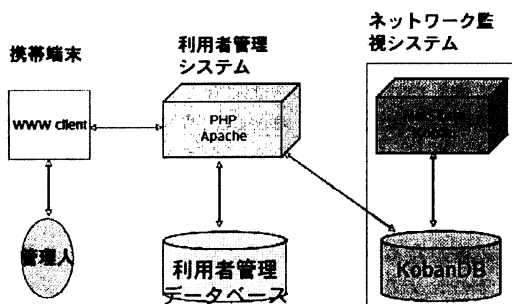 ネットワーク監
視システム
利用者管理
システム
携帯端末
WWW client
PHP
Apache
管理人
利用者管理
データベース
KobanDB